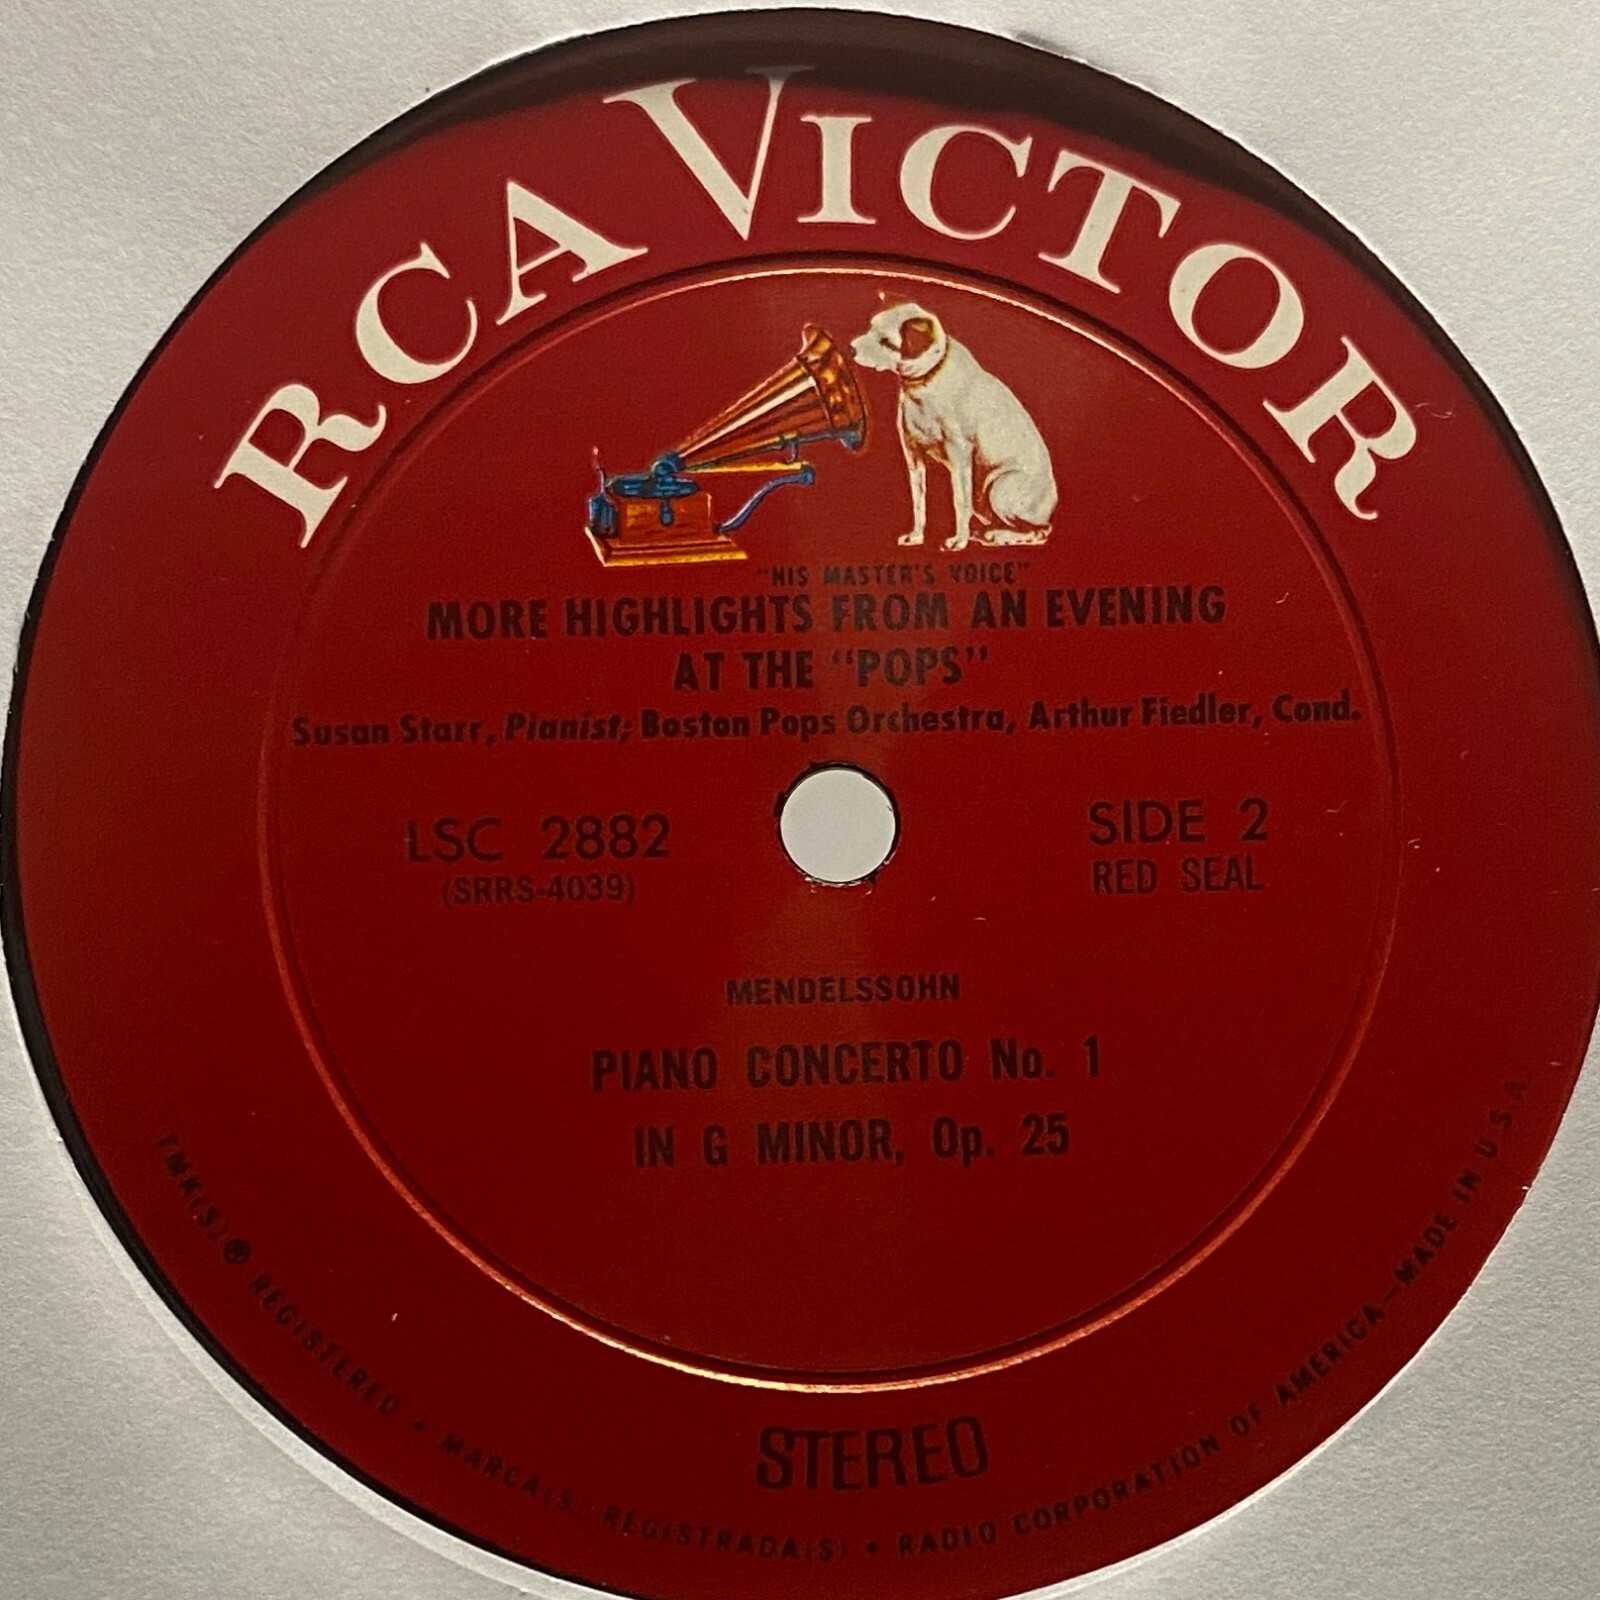 RCA VICTOR
"HIS MASTER'S VOICE"
MORE HIGHLIGHTS FROM AN EVENING
AT THE "POPS"
Susan Starr, Pianist; Boston Pops Orchestra, Arthur Fiedler, Cond.
LSC 2882
(SRRS-4039)
SIDE 2
RED SEAL
MENDELSSOHN
PIANO CONCERTO No. 1
IN G MINOR, Op. 25
STEREO
TMK(S) ® REGISTERED • MARCA(S) REGISTRADA(S) • RADIO CORPORATION OF AMERICA—MADE IN U.S.A.